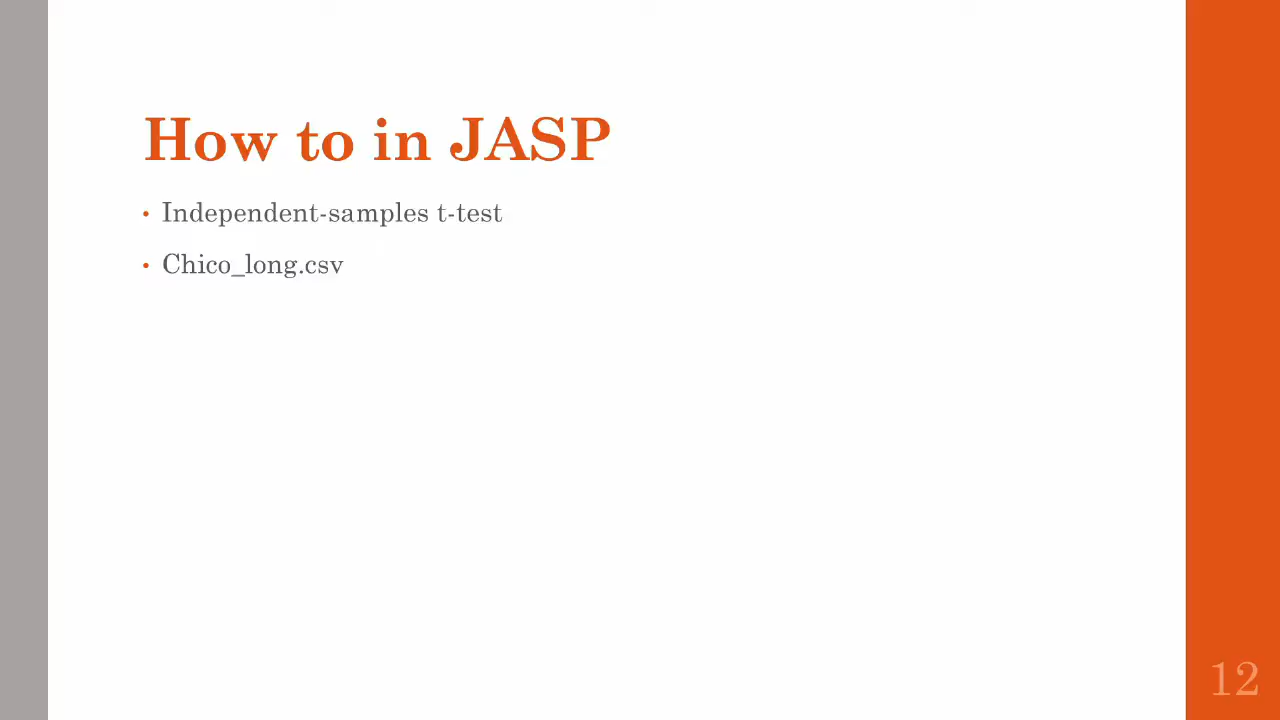 How to in JASP
• Independent-samples t-test
• Chico_long.csv
12